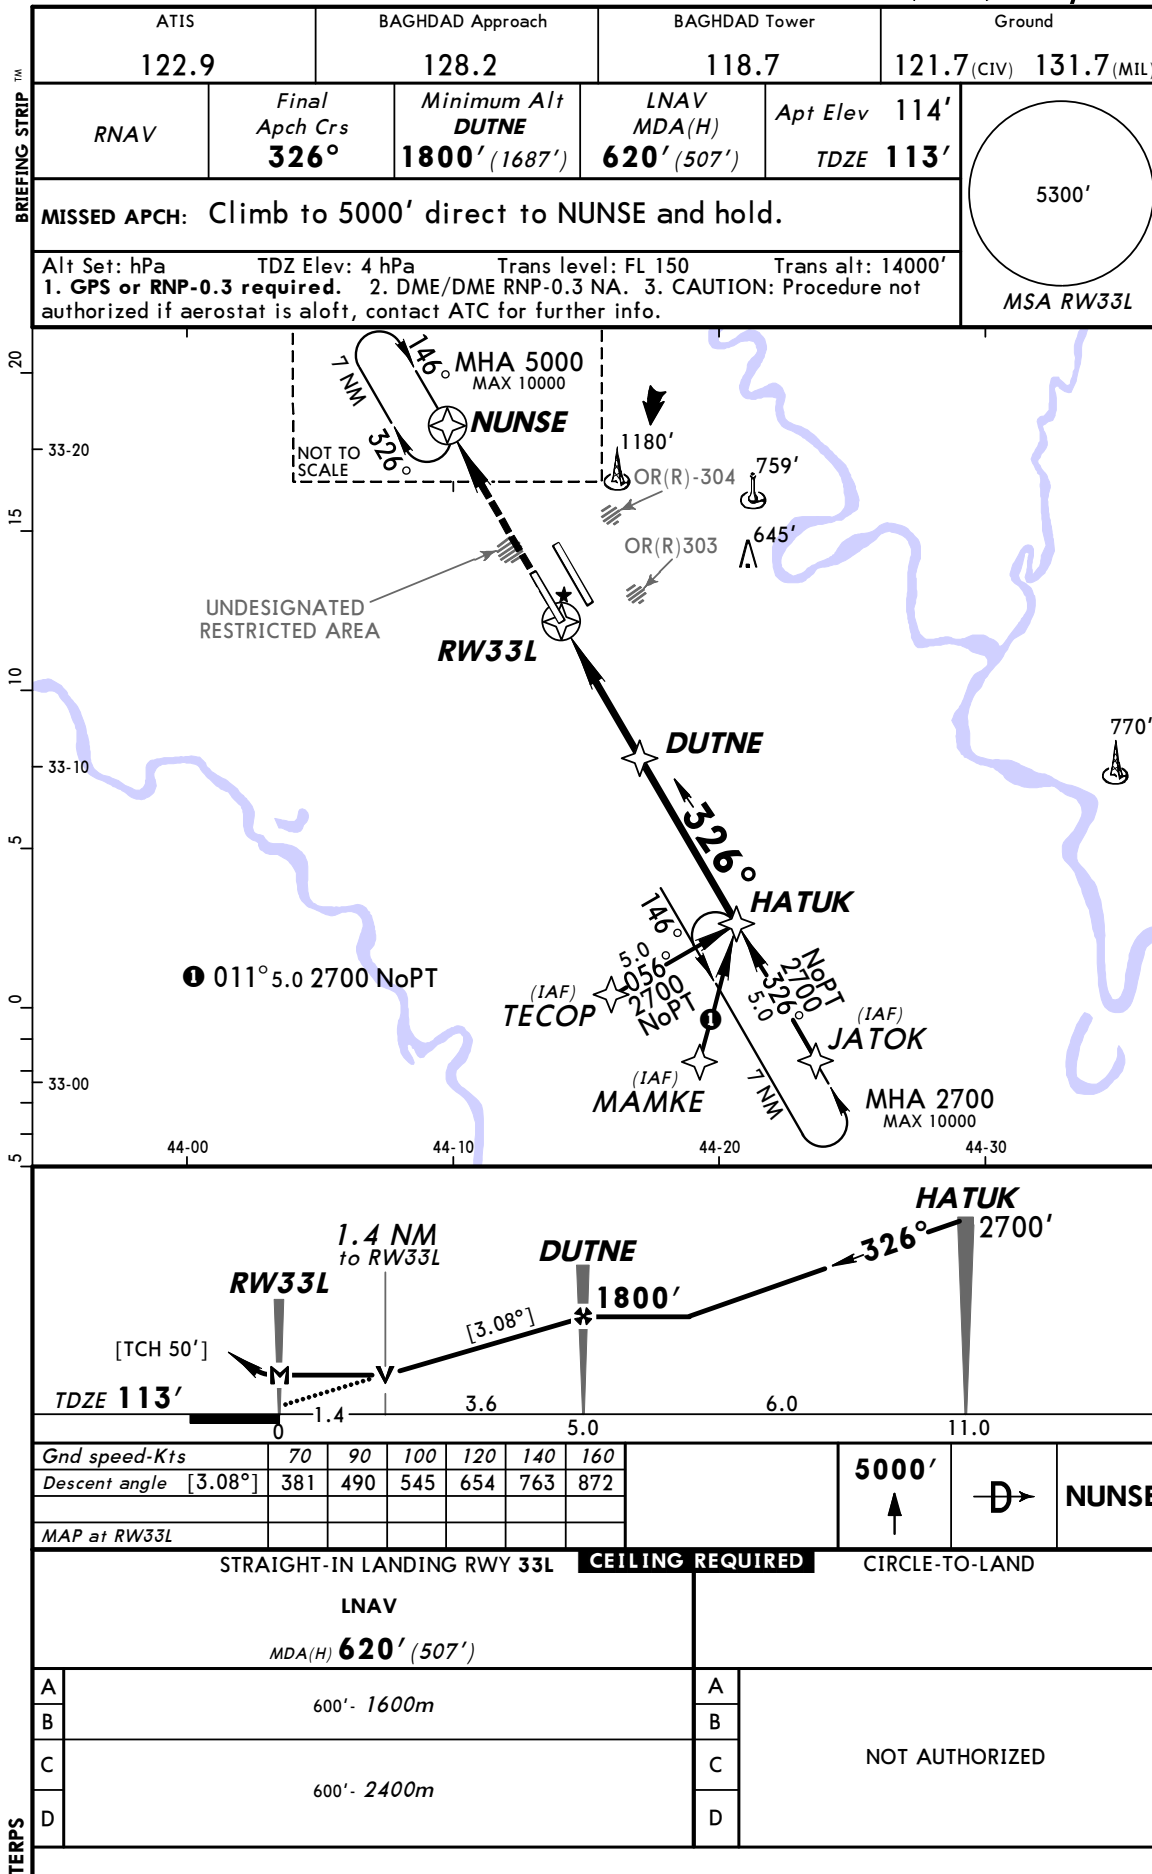 ATIS
122.9
BAGHDAD Approach
128.2
BAGHDAD Tower
118.7
Ground
121.7(CIV) 131.7(MIL)
BRIEFING STRIP ™
RNAV
Final
Apch Crs
326°
Minimum Alt
DUTNE
1800' (1687')
LNAV
MDA(H)
620' (507')
Apt Elev 114'
TDZE 113'
5300'
MSA RW33L
MISSED APCH: Climb to 5000' direct to NUNSE and hold.
Alt Set: hPa TDZ Elev: 4 hPa Trans level: FL 150 Trans alt: 14000'
1. GPS or RNP-0.3 required. 2. DME/DME RNP-0.3 NA. 3. CAUTION: Procedure not
authorized if aerostat is aloft, contact ATC for further info.
20
15
10
5
0
5
33-20
33-10
33-00
44-00
44-10
44-20
44-30
146°
7 NM
326°
MHA 5000
MAX 10000
NUNSE
NOT TO
SCALE
1180'
OR(R)-304
759'
OR(R)303
645'
UNDESIGNATED
RESTRICTED AREA
RW33L
DUTNE
770'
326°
HATUK
146°
5.0
056°
2700
NoPT
NoPT
2700
326°
5.0
❶ 011° 5.0 2700 NoPT
(IAF)
TECOP
❶
(IAF)
JATOK
(IAF)
MAMKE
7 NM
MHA 2700
MAX 10000
HATUK
2700'
326°
1.4 NM
to RW33L
DUTNE
1800'
RW33L
[3.08°]
[TCH 50']
M
V
TDZE 113'
1.4
3.6
6.0
0
5.0
11.0
Gnd speed-Kts 70 90 100 120 140 160
Descent angle [3.08°] 381 490 545 654 763 872
MAP at RW33L
5000'
D
NUNSE
STRAIGHT-IN LANDING RWY 33L
CEILING REQUIRED
CIRCLE-TO-LAND
LNAV
MDA(H) 620' (507')
A
B
600'- 1600m
C
D
600'- 2400m
A
B
C
D
NOT AUTHORIZED
TERPS